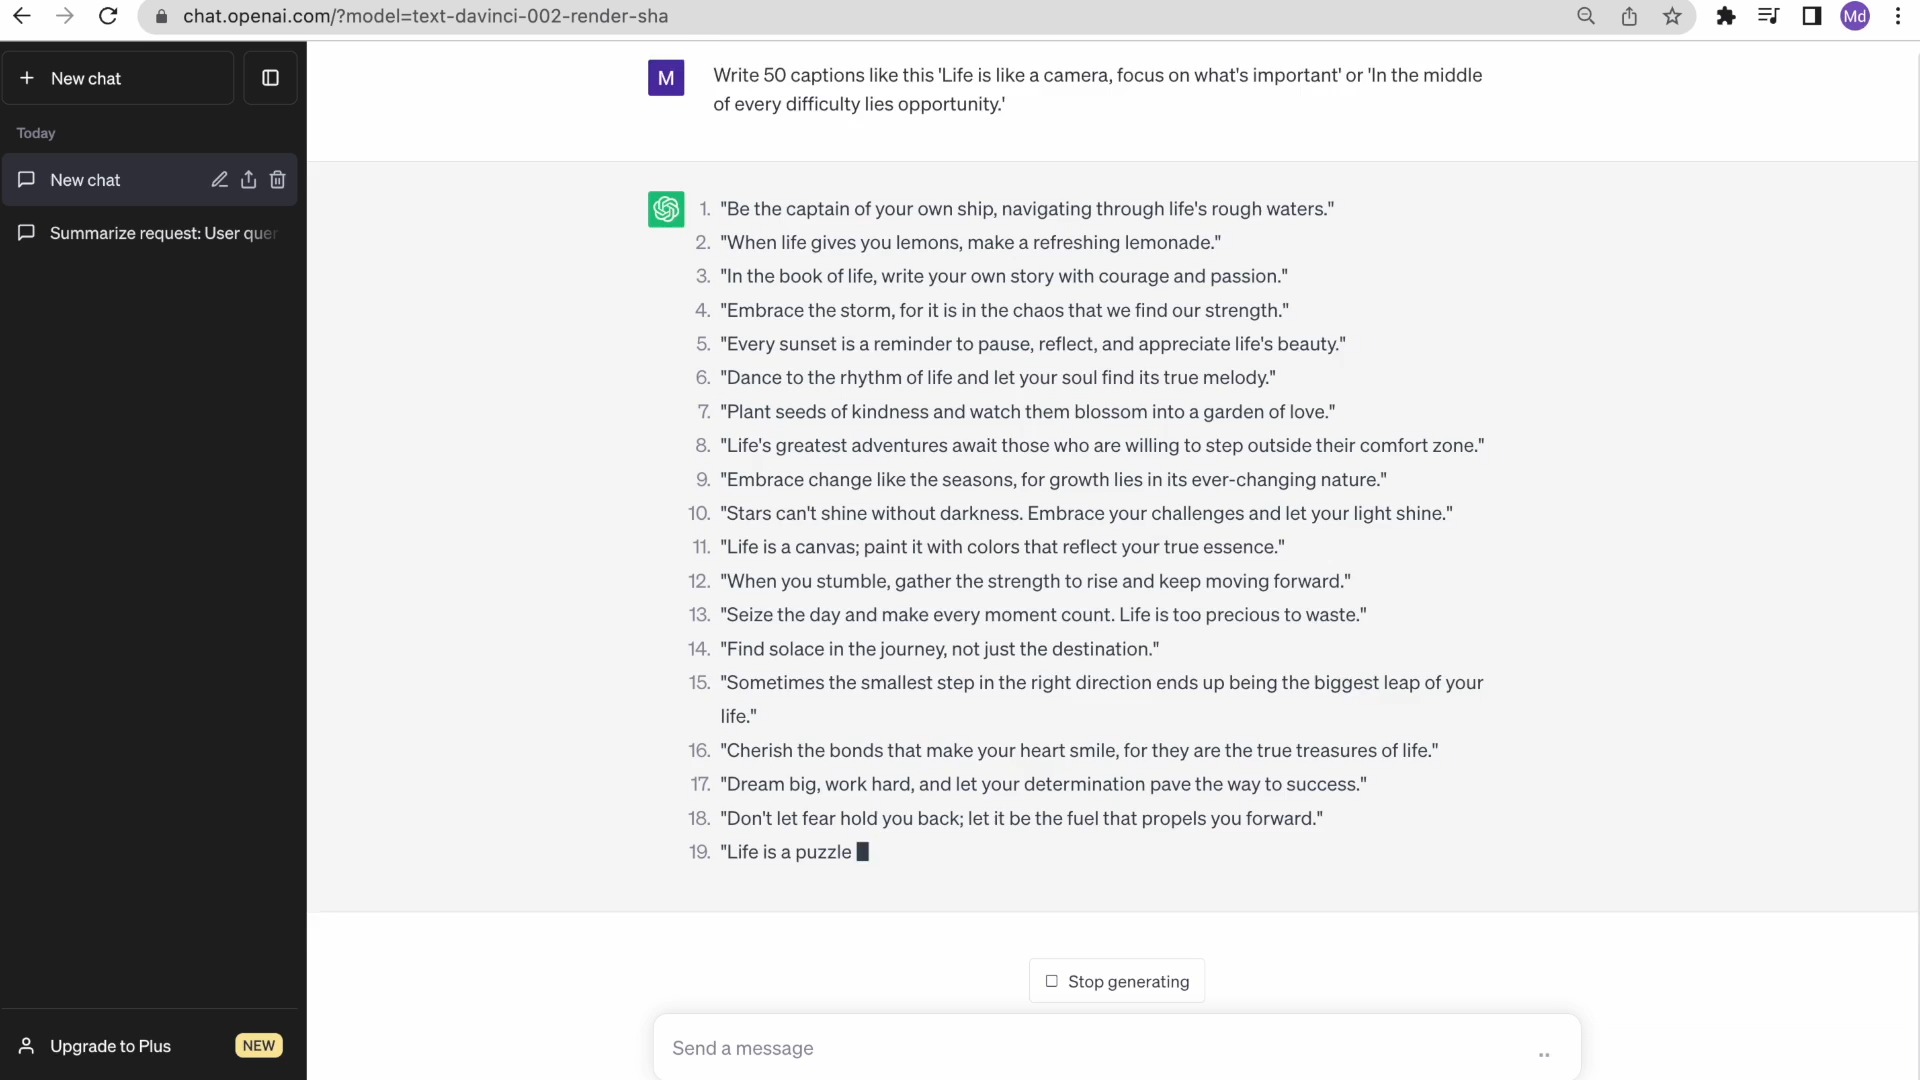 chat.openai.com/?model=text-davinci-002-render-sha
Md
New chat
Today
New chat
Summarize request: User quer
Upgrade to Plus
NEW
M
Write 50 captions like this 'Life is like a camera, focus on what's important' or 'In the middle
of every difficulty lies opportunity.'
1. "Be the captain of your own ship, navigating through life's rough waters."
2. "When life gives you lemons, make a refreshing lemonade."
3. "In the book of life, write your own story with courage and passion."
4. "Embrace the storm, for it is in the chaos that we find our strength."
5. "Every sunset is a reminder to pause, reflect, and appreciate life's beauty."
6. "Dance to the rhythm of life and let your soul find its true melody."
7. "Plant seeds of kindness and watch them blossom into a garden of love."
8. "Life's greatest adventures await those who are willing to step outside their comfort zone."
9. "Embrace change like the seasons, for growth lies in its ever-changing nature."
10. "Stars can't shine without darkness. Embrace your challenges and let your light shine."
11. "Life is a canvas; paint it with colors that reflect your true essence."
12. "When you stumble, gather the strength to rise and keep moving forward."
13. "Seize the day and make every moment count. Life is too precious to waste."
14. "Find solace in the journey, not just the destination."
15. "Sometimes the smallest step in the right direction ends up being the biggest leap of your
life."
16. "Cherish the bonds that make your heart smile, for they are the true treasures of life."
17. "Dream big, work hard, and let your determination pave the way to success."
18. "Don't let fear hold you back; let it be the fuel that propels you forward."
19. "Life is a puzzle
Stop generating
Send a message